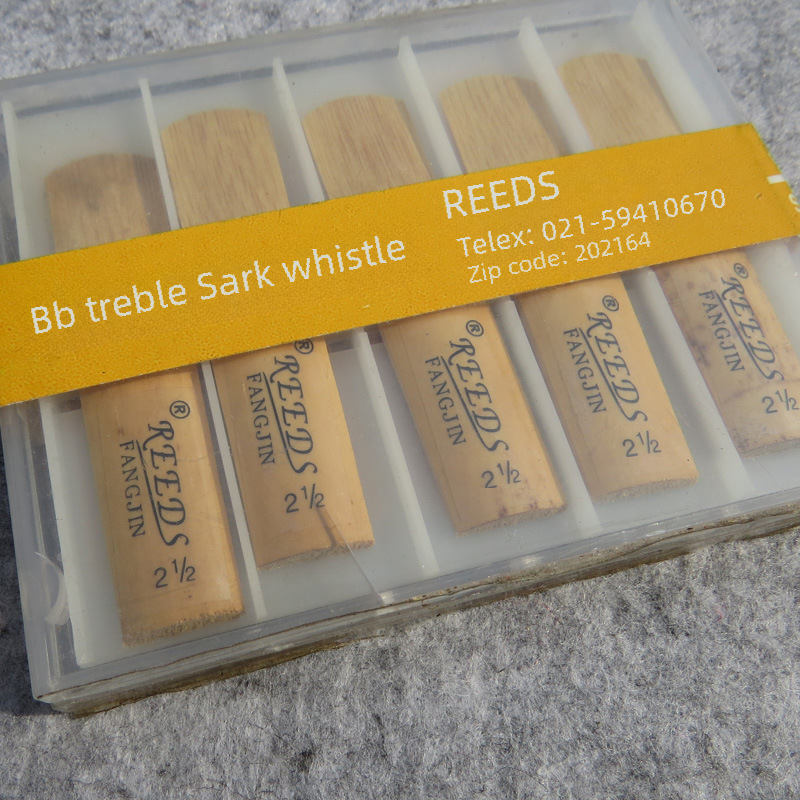 Bb treble Sark whistle
REEDS
Telex: 021-59410670
Zip code: 202164
®REEDS
FANGJIN
2½
®REEDS
FANGJIN
2½
®REEDS
FANGJIN
2½
®REEDS
FANGJIN
2½
®REEDS
FANGJIN
2½